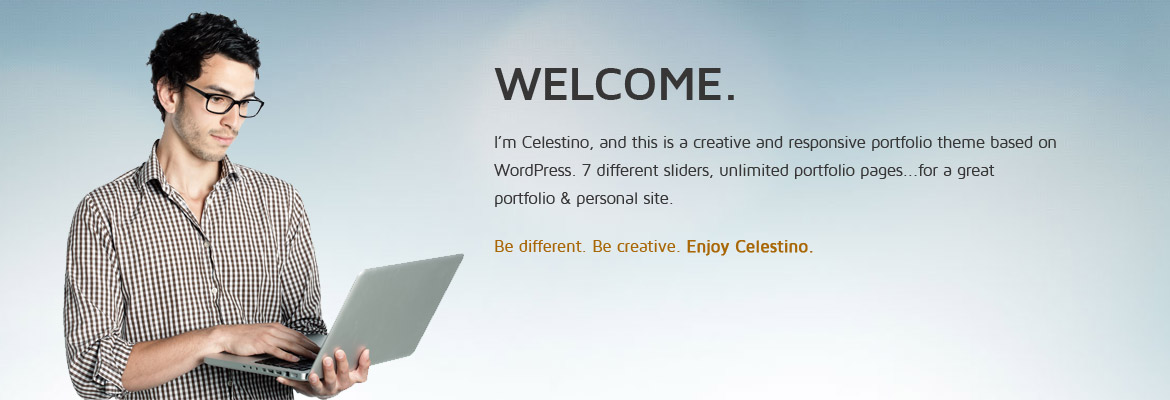 WELCOME.
I’m Celestino, and this is a creative and responsive portfolio theme based on
WordPress. 7 different sliders, unlimited portfolio pages...for a great
portfolio & personal site.
Be different. Be creative. Enjoy Celestino.